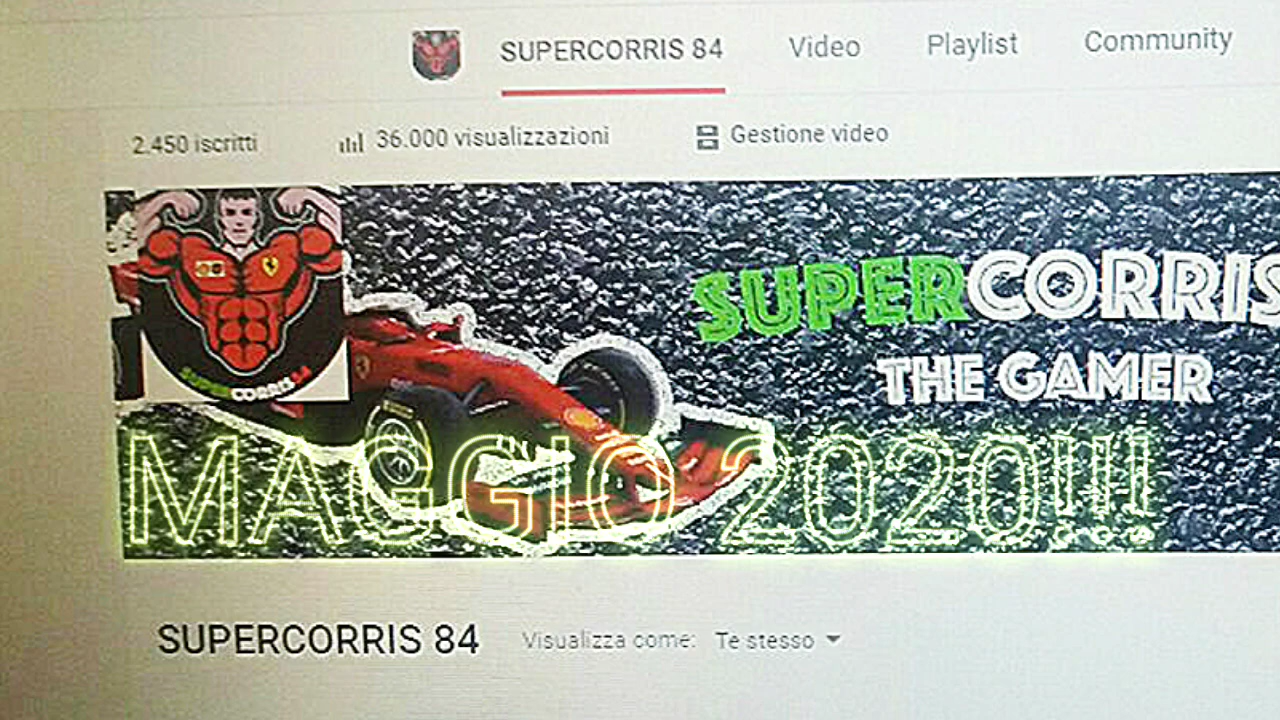 SUPERCORRIS 84 Video Playlist Community
2.450 iscritti 36.000 visualizzazioni Gestione video
SUPERCORRIS
THE GAMER
SUPERCORRIS84
MAGGIO 2020!!!
SUPERCORRIS 84 Visualizza come: Te stesso